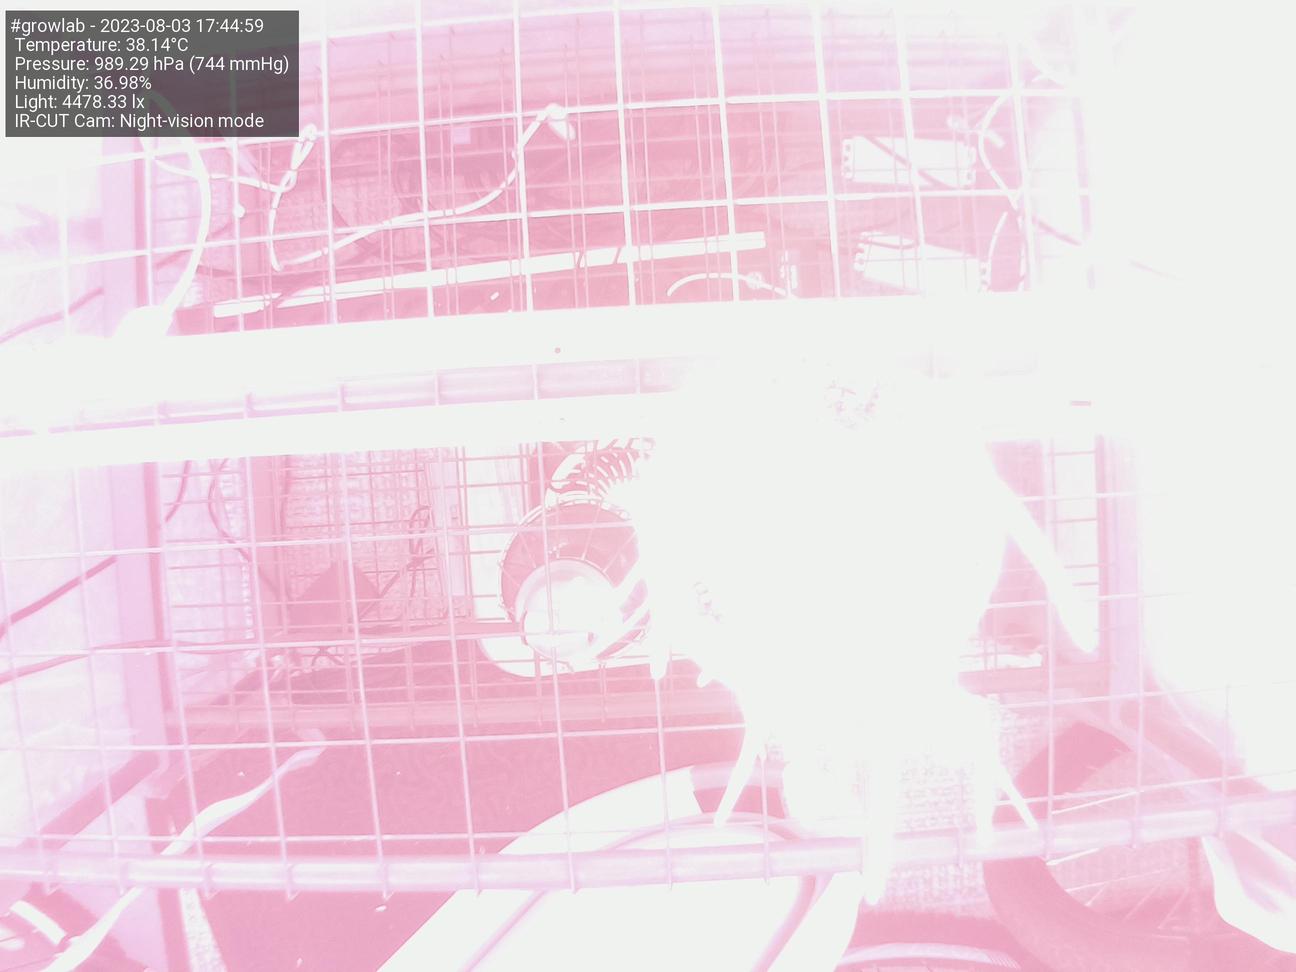 #growlab - 2023-08-03 17:44:59
Temperature: 38.14°C
Pressure: 989.29 hPa (744 mmHg)
Humidity: 36.98%
Light: 4478.33 lx
IR-CUT Cam: Night-vision mode